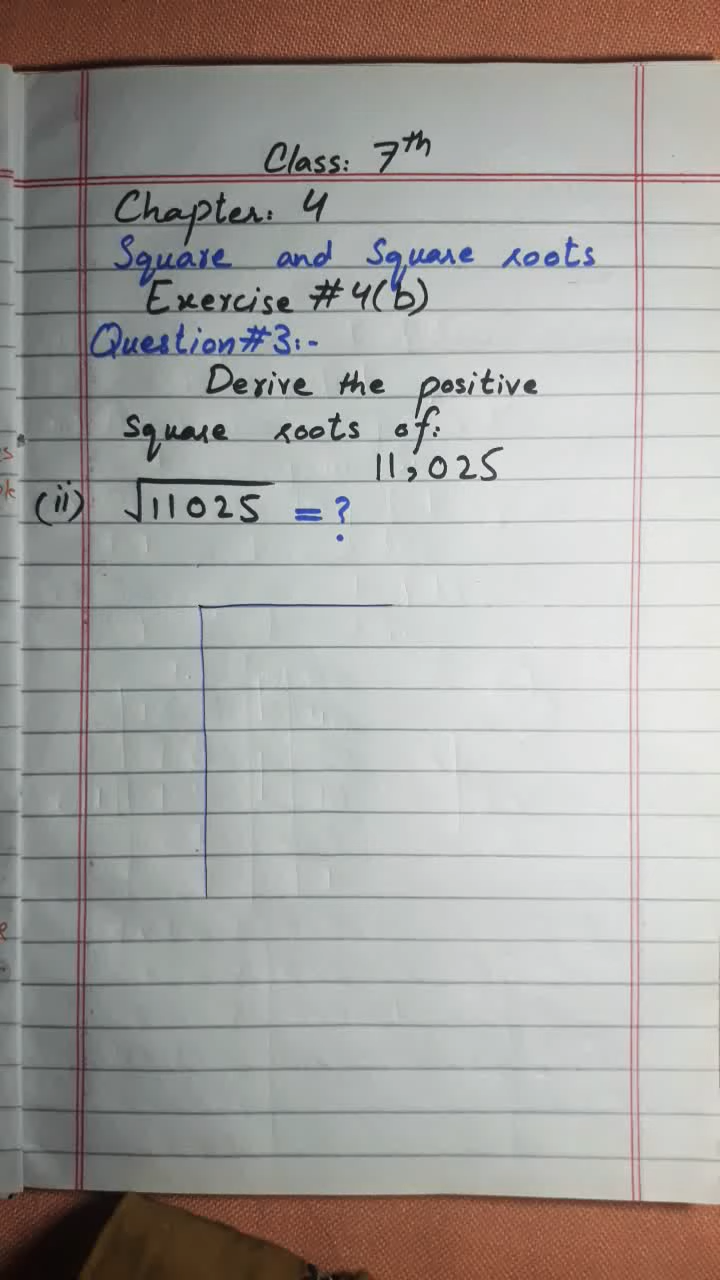 Class: 7th
Chapter: 4
Square and Square roots
Exercise #4(b)
Question#3:-
Derive the positive
Square roots of:
11,025
(ii) √11025 = ?